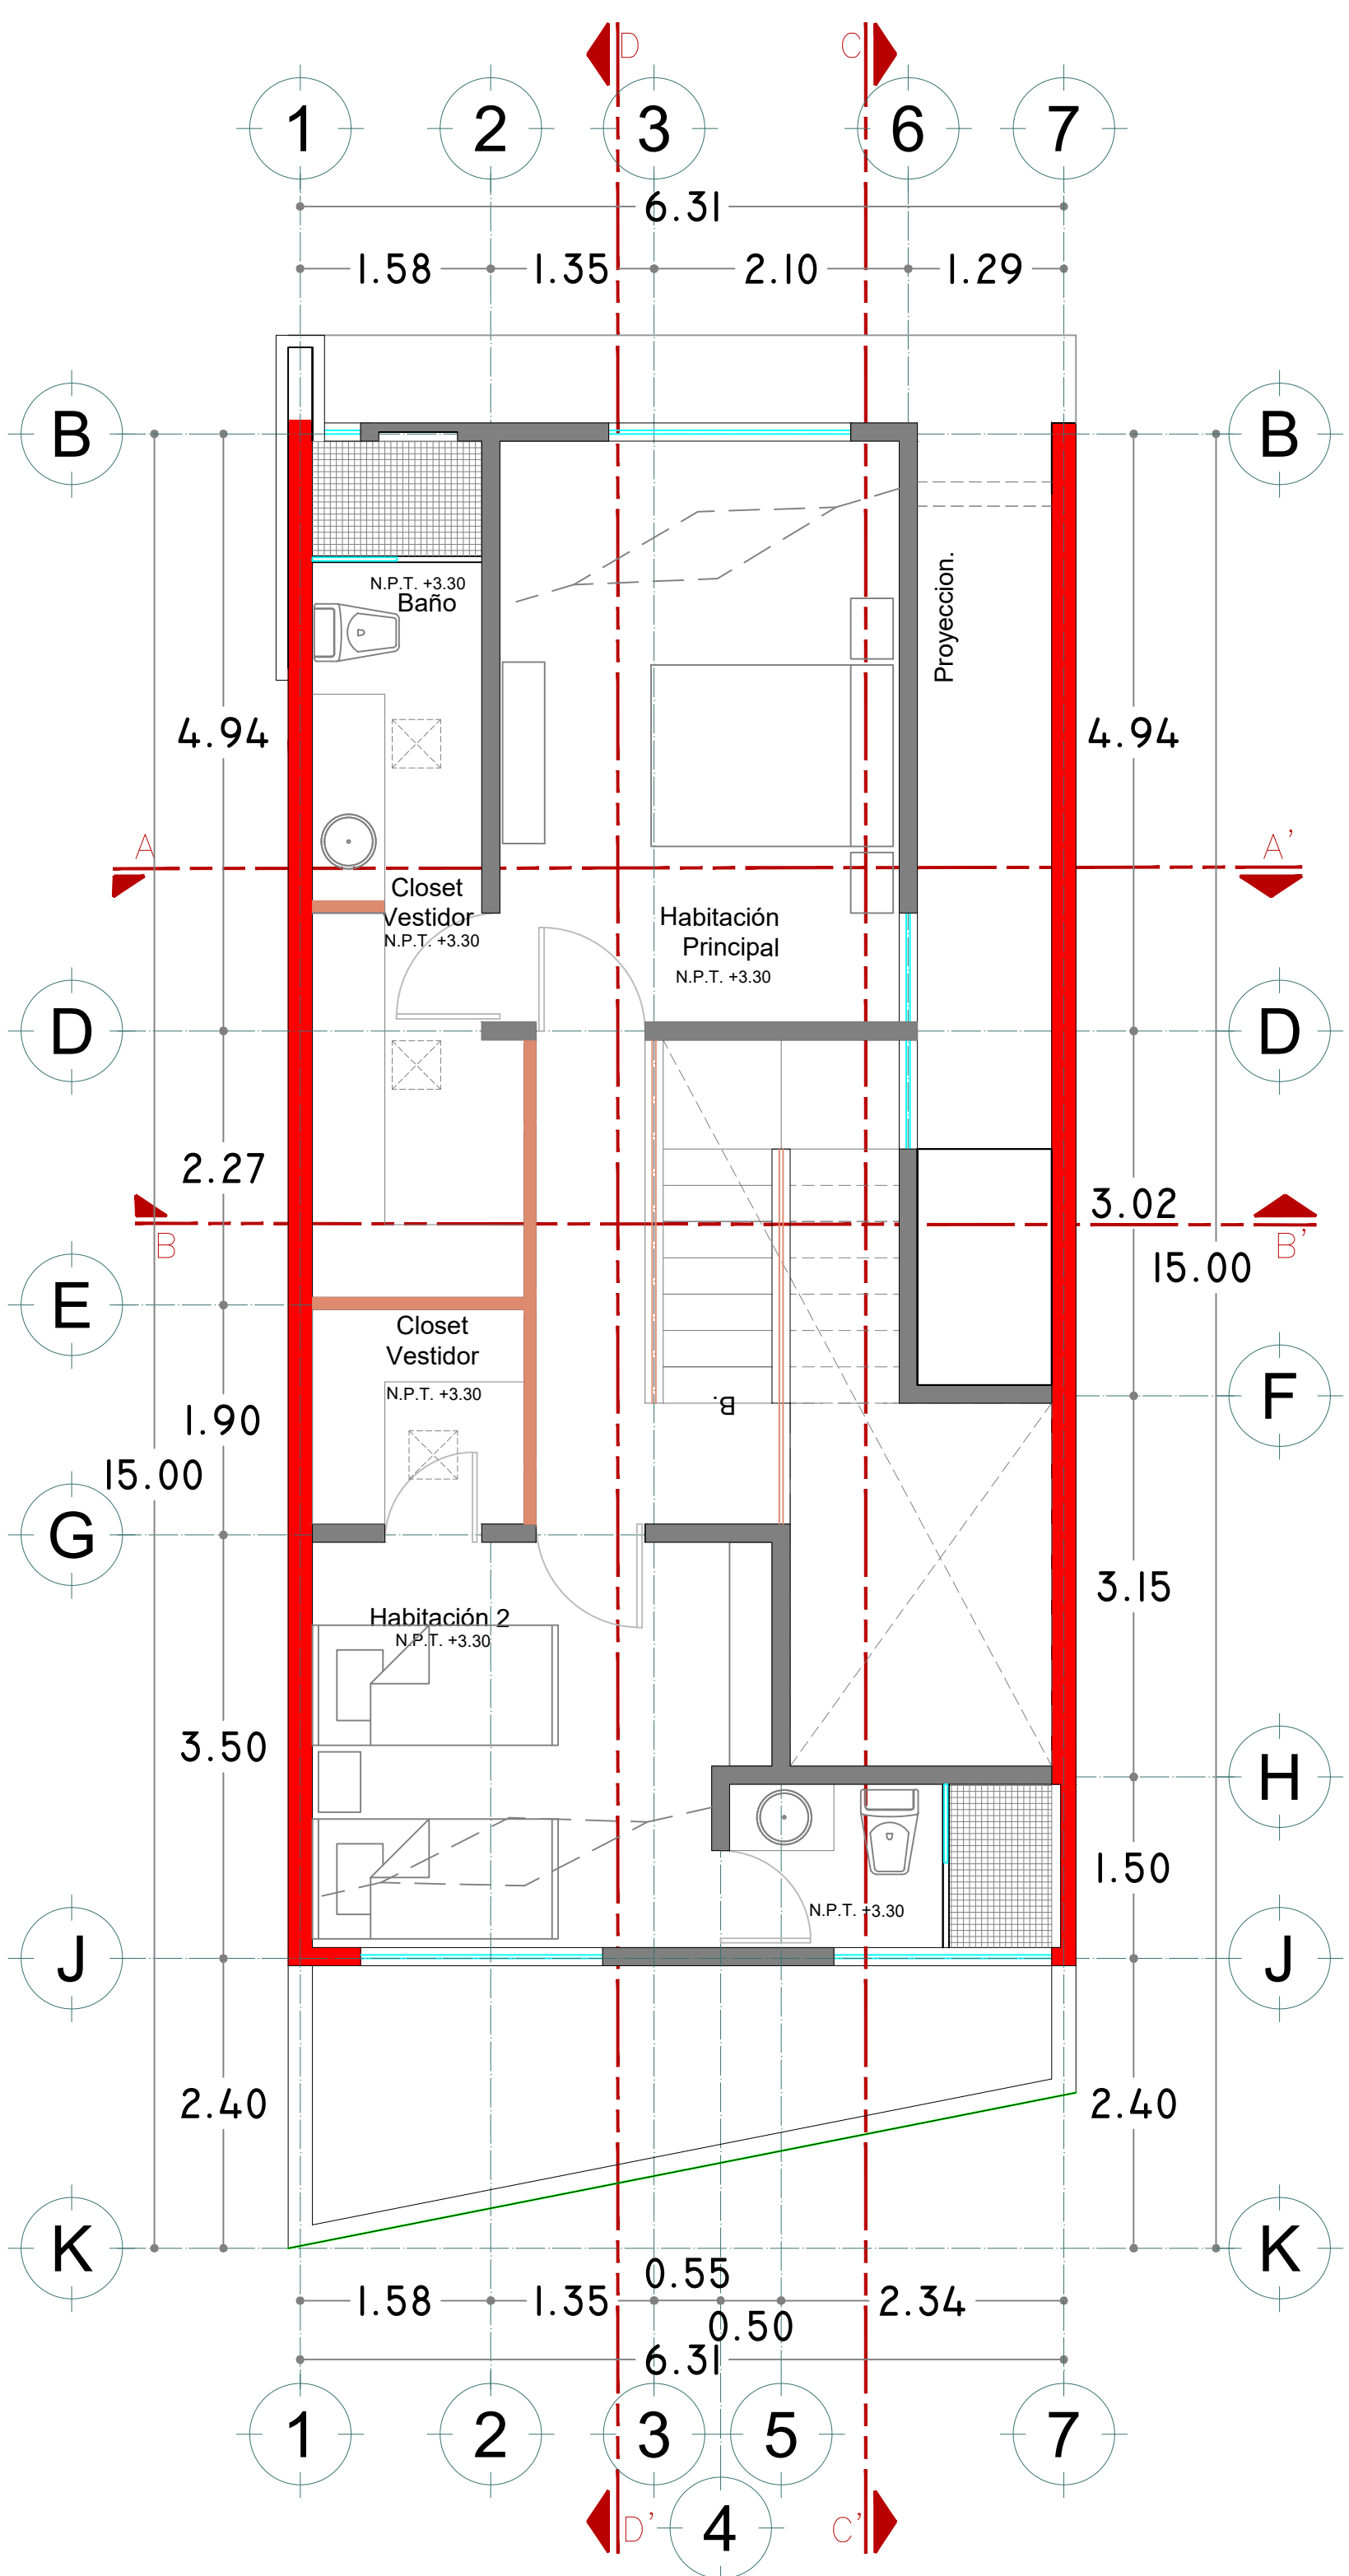 D
C
1
2
3
6
7
6.31
1.58
1.35
2.10
1.29
B
B
N.P.T. +3.30
Baño
Proyeccion.
4.94
4.94
A
A'
Closet
Vestidor
N.P.T. +3.30
Habitación
Principal
N.P.T. +3.30
D
D
2.27
3.02
B
B'
15.00
E
Closet
Vestidor
N.P.T. +3.30
B.
F
1.90
15.00
G
3.15
Habitación 2
N.P.T. +3.30
3.50
H
1.50
N.P.T. +3.30
J
J
2.40
2.40
K
K
0.55
1.58
1.35
2.34
0.50
6.31
1
2
3
5
7
4
D'
C'